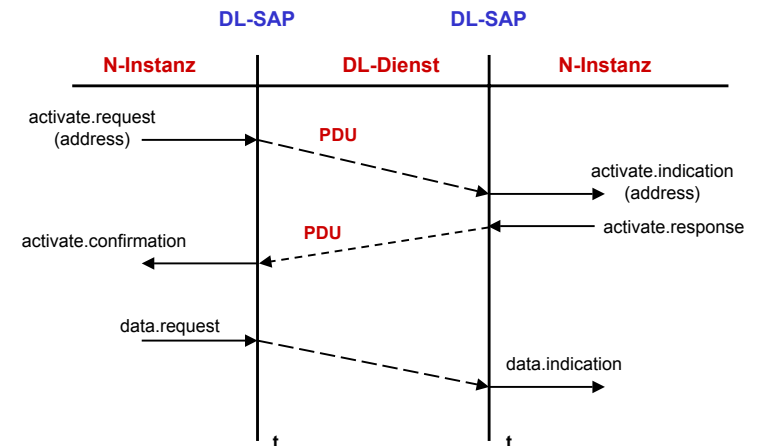 DL-SAP DL-SAP
N-Instanz DL-Dienst N-Instanz
activate.request
(address)
PDU
activate.indication
(address)
activate.response
PDU
activate.confirmation
data.request
data.indication
t t